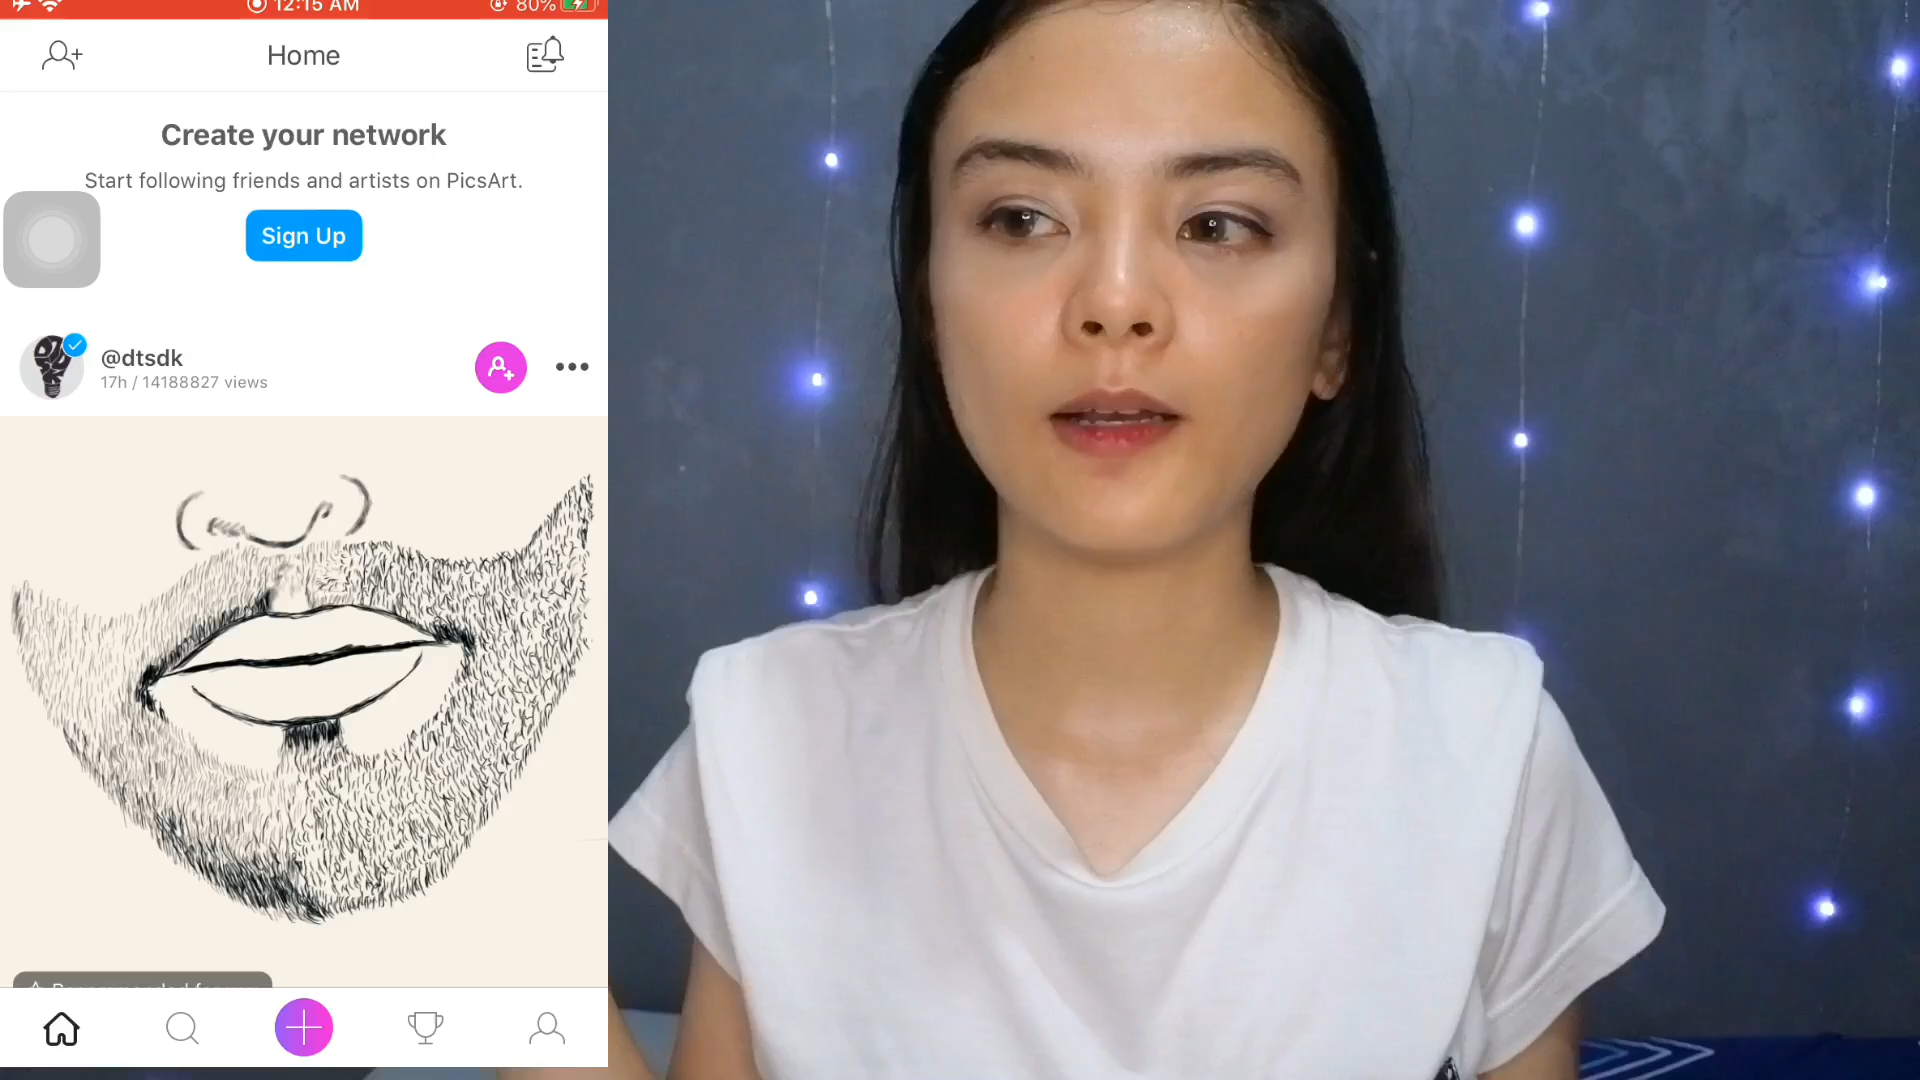 12:15 AM
80%
Home
Create your network
Start following friends and artists on PicsArt.
Sign Up
@dtsdk
17h / 14188827 views